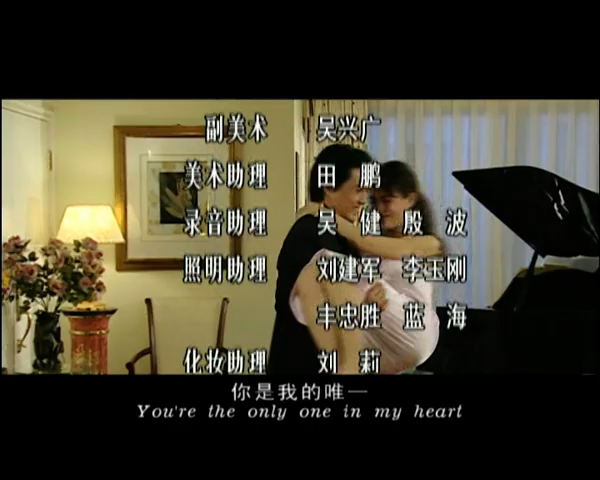 副美术 吴兴广
美术助理 田鹏
录音助理 吴健 殷波
照明助理 刘建军 李玉刚
丰忠胜 蓝海
化妆助理 刘莉
你是我的唯一
You're the only one in my heart